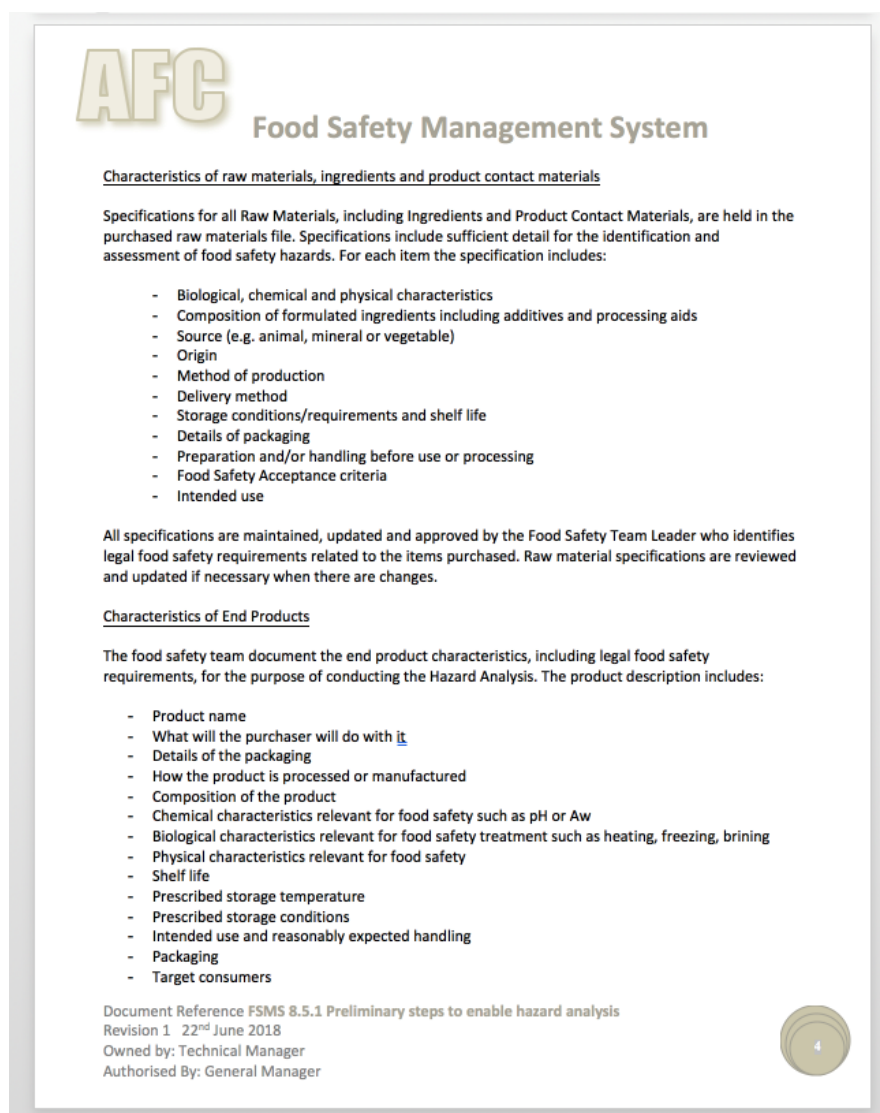 AFC
Food Safety Management System
Characteristics of raw materials, ingredients and product contact materials
Specifications for all Raw Materials, including Ingredients and Product Contact Materials, are held in the
purchased raw materials file. Specifications include sufficient detail for the identification and
assessment of food safety hazards. For each item the specification includes:
- Biological, chemical and physical characteristics
- Composition of formulated ingredients including additives and processing aids
- Source (e.g. animal, mineral or vegetable)
- Origin
- Method of production
- Delivery method
- Storage conditions/requirements and shelf life
- Details of packaging
- Preparation and/or handling before use or processing
- Food Safety Acceptance criteria
- Intended use
All specifications are maintained, updated and approved by the Food Safety Team Leader who identifies
legal food safety requirements related to the items purchased. Raw material specifications are reviewed
and updated if necessary when there are changes.
Characteristics of End Products
The food safety team document the end product characteristics, including legal food safety
requirements, for the purpose of conducting the Hazard Analysis. The product description includes:
- Product name
- What will the purchaser will do with it
- Details of the packaging
- How the product is processed or manufactured
- Composition of the product
- Chemical characteristics relevant for food safety such as pH or Aw
- Biological characteristics relevant for food safety treatment such as heating, freezing, brining
- Physical characteristics relevant for food safety
- Shelf life
- Prescribed storage temperature
- Prescribed storage conditions
- Intended use and reasonably expected handling
- Packaging
- Target consumers
Document Reference FSMS 8.5.1 Preliminary steps to enable hazard analysis
Revision 1 22nd June 2018
Owned by: Technical Manager
Authorised By: General Manager
4